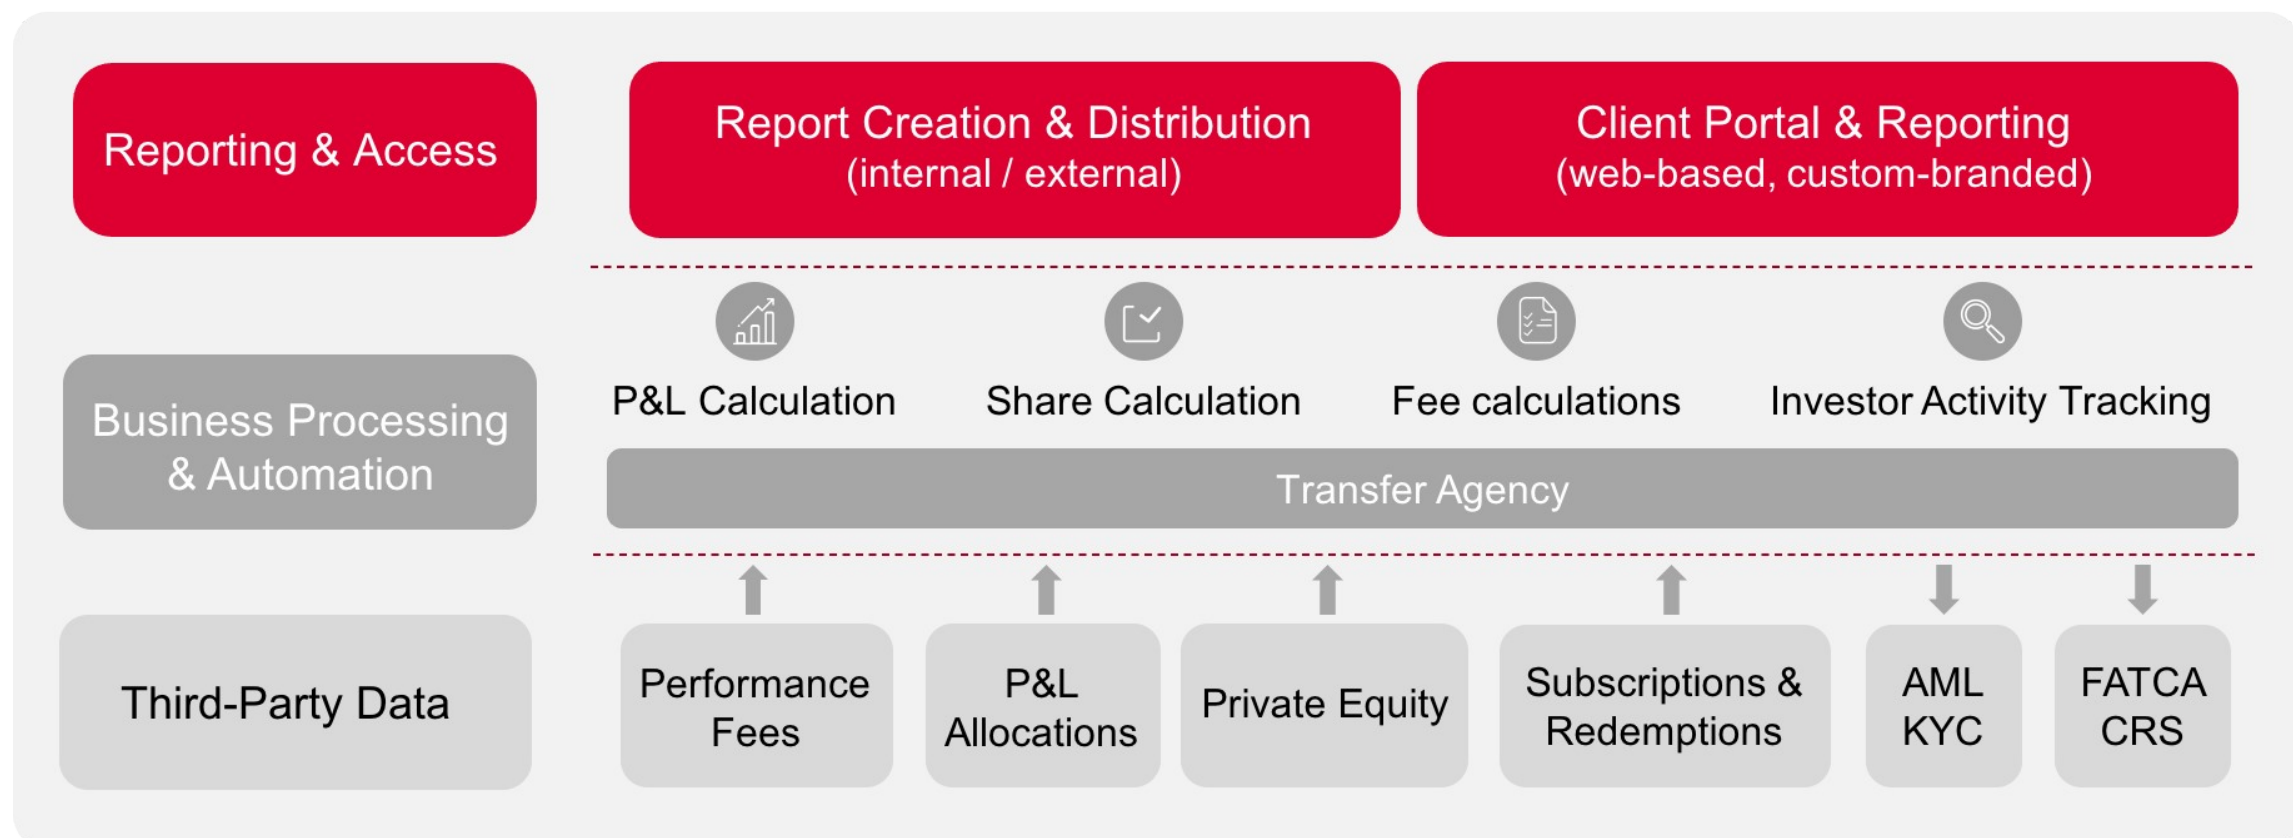 Reporting & Access
Report Creation & Distribution
(internal / external)
Client Portal & Reporting
(web-based, custom-branded)
Business Processing
& Automation
P&L Calculation
Share Calculation
Fee calculations
Investor Activity Tracking
Transfer Agency
Third-Party Data
Performance
Fees
P&L
Allocations
Private Equity
Subscriptions &
Redemptions
AML
KYC
FATCA
CRS